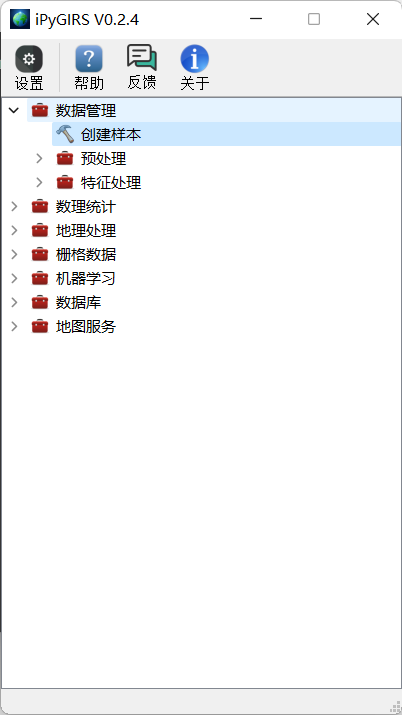 iPyGIRS V0.2.4
设置 帮助 反馈 关于
数据管理
创建样本
预处理
特征处理
数理统计
地理处理
栅格数据
机器学习
数据库
地图服务